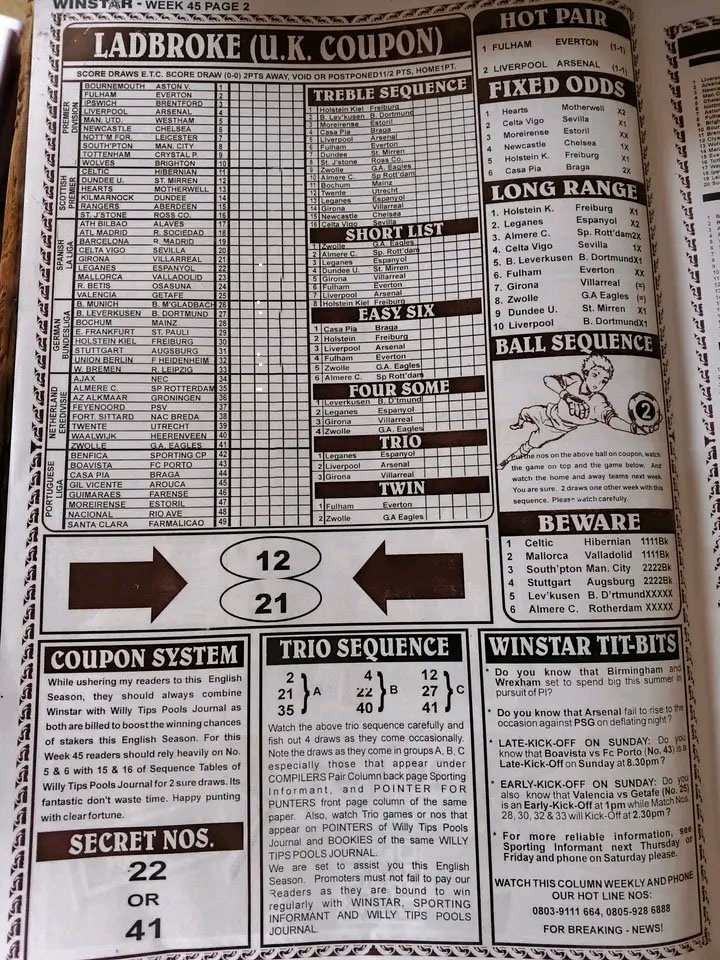 WINSTAR - WEEK 45 PAGE 2
LADBROKE (U.K. COUPON)
SCORE DRAWS E.T.C. SCORE DRAW (0-0) 2PTS AWAY, VOID OR POSTPONED11/2 PTS, HOME1PT.
PREMIER DIVISION
BOURNEMOUTH ASTON V. 1
FULHAM EVERTON 2
IPSWICH BRENTFORD 3
LIVERPOOL ARSENAL 4
MAN. UTD. WESTHAM 5
NEWCASTLE CHELSEA 6
NOTT'M FOR. LEICESTER 7
SOUTH'PTON MAN. CITY 8
TOTTENHAM CRYSTAL P. 9
WOLVES BRIGHTON 10
SCOTTISH PREMIER
CELTIC HIBERNIAN 11
DUNDEE U. ST. MIRREN 12
HEARTS MOTHERWELL 13
KILMARNOCK DUNDEE 14
RANGERS ABERDEEN 15
ST. J'STONE ROSS CO. 16
SPANISH LA LIGA
ATH BILBAO ALAVES 17
ATL MADRID R. SOCIEDAD 18
BARCELONA R. MADRID 19
CELTA VIGO SEVILLA 20
GIRONA VILLARREAL 21
LEGANES ESPANYOL 22
MALLORCA VALLADOLID 23
R. BETIS OSASUNA 24
VALENCIA GETAFE 25
GERMAN BUNDESLIGA
B. MUNICH B. M'GLADBACH 26
B. LEVERKUSEN B. DORTMUND 27
BOCHUM MAINZ 28
E. FRANKFURT ST. PAULI 29
HOLSTEIN KIEL FREIBURG 30
STUTTGART AUGSBURG 31
UNION BERLIN F HEIDENHEIM 32
W. BREMEN R. LEIPZIG 33
NETHERLAND EREDIVISIE
AJAX NEC 34
ALMERE C. SP ROTTERDAM 35
AZ ALKMAAR GRONINGEN 36
FEYENOORD PSV 37
FORT. SITTARD NAC BREDA 38
TWENTE UTRECHT 39
WAALWIJK HEERENVEEN 40
ZWOLLE G.A. EAGLES 41
PORTUGUESE LIGA
BENFICA SPORTING CP 42
BOAVISTA FC PORTO 43
CASA PIA BRAGA 44
GIL VICENTE AROUCA 45
GUIMARAES FARENSE 46
MOREIRENSE ESTORIL 47
NACIONAL RIO AVE 48
SANTA CLARA FARMALICAO 49
TREBLE SEQUENCE
1 Holstein Kiel Freiburg
2 B. Lev'kusen B. Dortmund
3 Moreirense Estoril
4 Casa Pia Braga
5 Liverpool Arsenal
6 Fulham Everton
7 Dundee St. Mirren
8 St. J'stone Ross Co.
9 Zwolle G.A. Eagles
10 Almere C. Sp Rott'dam
11 Bochum Mainz
12 Twente Utrecht
13 Leganes Espanyol
14 Girona Villarreal
15 Newcastle Chelsea
16 Celta Vigo Sevilla
SHORT LIST
1 Zwolle G.A. Eagles
2 Almere C. Sp Rott'dam
3 Leganes Espanyol
4 Dundee U. St. Mirren
5 Girona Villarreal
6 Fulham Everton
7 Liverpool Arsenal
8 Holstein Kiel Freiburg
EASY SIX
1 Casa Pia Braga
2 Holstein Freiburg
3 Liverpool Arsenal
4 Fulham Everton
5 Zwolle G.A. Eagles
6 Almere C. Sp Rott'dam
FOUR SOME
1 Leverkusen B. D'tmund
2 Leganes Espanyol
3 Girona Villarreal
4 Zwolle G.A. Eagles
TRIO
1 Leganes Espanyol
2 Liverpool Arsenal
3 Girona Villarreal
TWIN
1 Fulham Everton
2 Zwolle G.A Eagles
HOT PAIR
1 FULHAM EVERTON (1-1)
2 LIVERPOOL ARSENAL (1-1)
FIXED ODDS
1 Hearts Motherwell X2
2 Celta Vigo Sevilla XX
3 Moreirense Estoril XX
4 Newcastle Chelsea 1X
5 Holstein K. Freiburg X1
6 Casa Pia Braga 2X
LONG RANGE
1. Holstein K. Freiburg X1
2. Leganes Espanyol X2
3. Almere C. Sp. Rott'dam2X
4. Celta Vigo Sevilla 1X
5. B. Leverkusen B. DortmundX1
6. Fulham Everton XX
7. Girona Villarreal (=)
8. Zwolle G.A Eagles (=)
9 Dundee U. St. Mirren X1
10 Liverpool B. DortmundX1
BALL SEQUENCE
2
the nos on the above ball on coupon, watch
the game on top and the game below. And
watch the home and away teams next week.
You are sure. 2 draws one other week with this
sequence. Please watch carefully.
BEWARE
1 Celtic Hibernian 1111Bk
2 Mallorca Valladolid 1111Bk
3 South'pton Man. City 2222Bk
4 Stuttgart Augsburg 2222Bk
5 Lev'kusen B. D'rtmundXXXXX
6 Almere C. Rotherdam XXXXX
12
21
COUPON SYSTEM
While ushering my readers to this English
Season, they should always combine
Winstar with Willy Tips Pools Journal as
both are billed to boost the winning chances
of stakers this English Season. For this
Week 45 readers should rely heavily on No.
5 & 6 with 15 & 16 of Sequence Tables of
Willy Tips Pools Journal for 2 sure draws. Its
fantastic don't waste time. Happy punting
with clear fortune.
SECRET NOS.
22
OR
41
TRIO SEQUENCE
2 4 12
21 A 22 B 27 C
35 40 41
Watch the above trio sequence carefully and
fish out 4 draws as they come occasionally.
Note the draws as they come in groups A, B, C
especially those that appear under
COMPILERS Pair Column back page Sporting
Informant, and POINTER FOR
PUNTERS front page column of the same
paper. Also, watch Trio games or nos that
appear on POINTERS of Willy Tips Pools
Journal and BOOKIES of the same WILLY
TIPS POOLS JOURNAL.
We are set to assist you this English
Season. Promoters must not fail to pay our
Readers as they are bound to win
regularly with WINSTAR, SPORTING
INFORMANT AND WILLY TIPS POOLS
JOURNAL.
WINSTAR TIT-BITS
* Do you know that Birmingham and
Wrexham set to spend big this summer in
pursuit of Pl?
* Do you know that Arsenal fail to rise to the
occasion against PSG on deflating night?
* LATE-KICK-OFF ON SUNDAY: Do you
know that Boavista vs Fc Porto (No. 43) is a
Late-Kick-Off on Sunday at 8.30pm?
* EARLY-KICK-OFF ON SUNDAY: Do you
also know that Valencia vs Getafe (No. 25)
is an Early-Kick-Off at 1pm while Match Nos.
28, 30, 32 & 33 will Kick-Off at 2.30pm?
* For more reliable information, see
Sporting Informant next Thursday or
Friday and phone on Saturday please.
WATCH THIS COLUMN WEEKLY AND PHONE
OUR HOT LINE NOS:
0803-9111 664, 0805-928 6888
FOR BREAKING - NEWS!